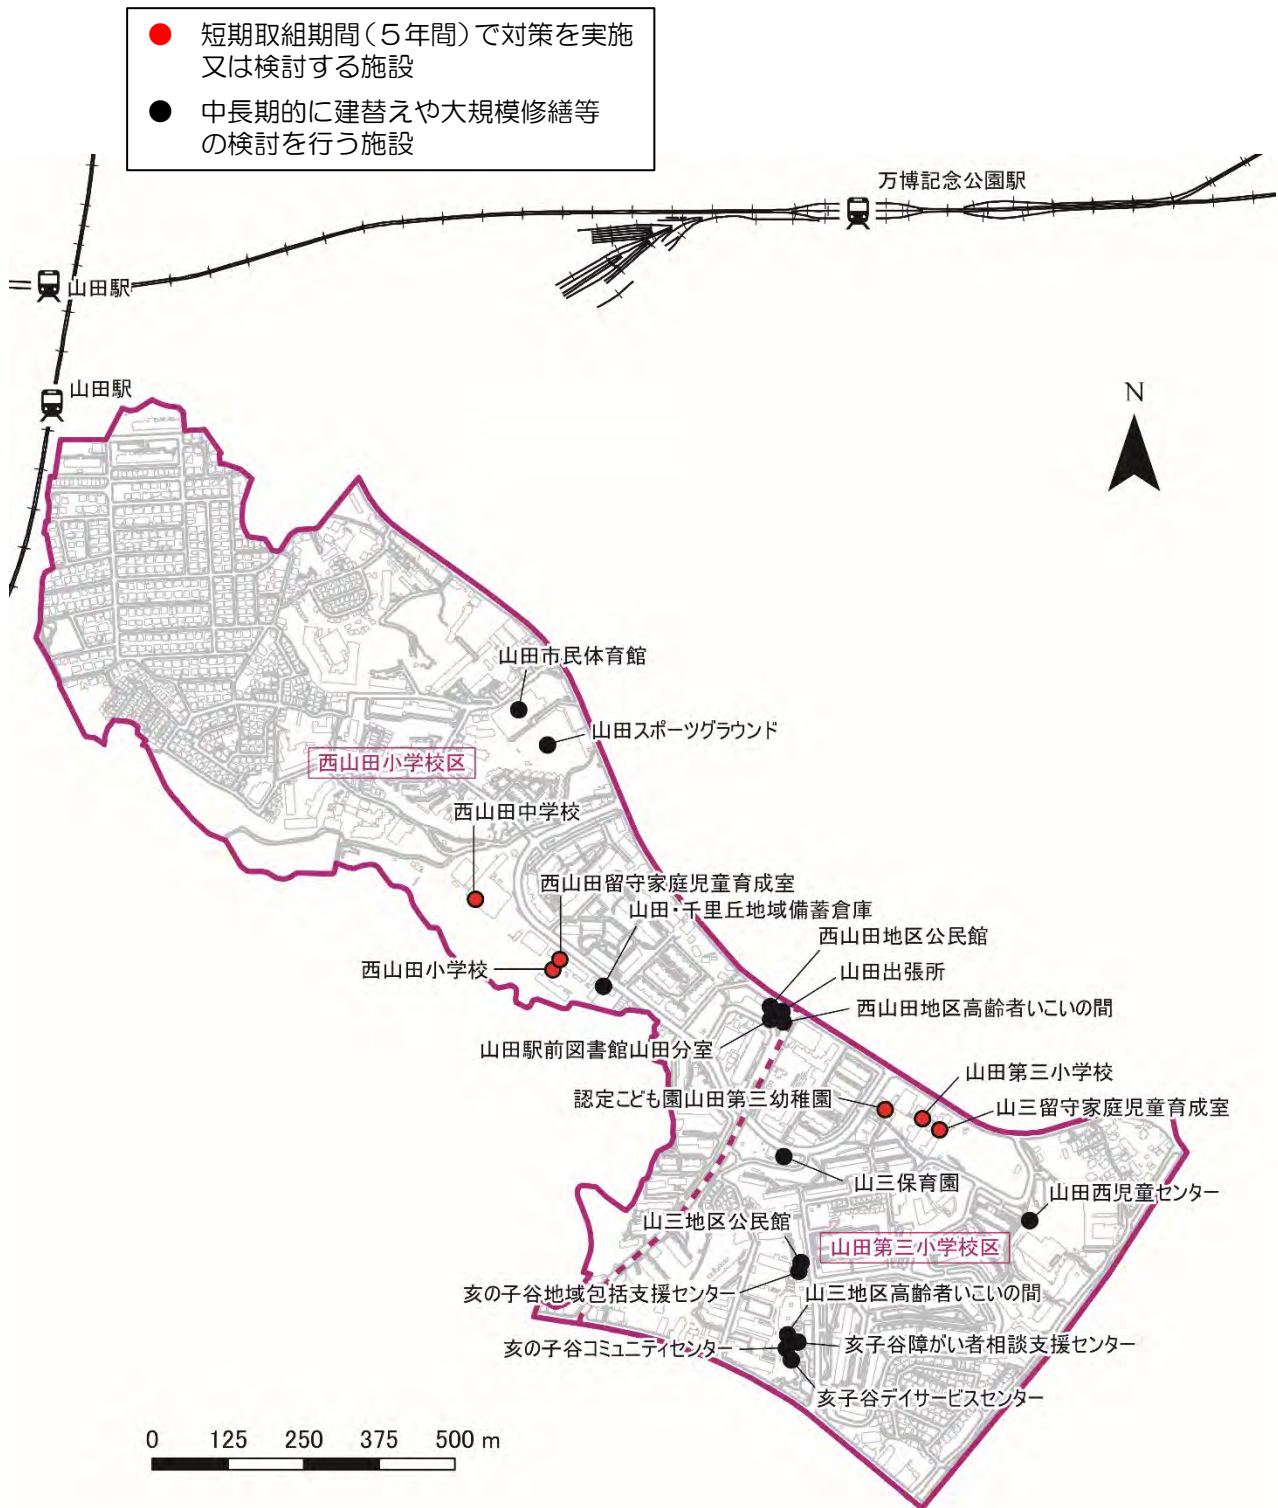 短期取組期間（５年間）で対策を実施
又は検討する施設
中長期的に建替えや大規模修繕等
の検討を行う施設
万博記念公園駅
山田駅
山田駅
N
山田市民体育館
山田スポーツグラウンド
西山田小学校区
西山田中学校
西山田留守家庭児童育成室
山田・千里丘地域備蓄倉庫
西山田地区公民館
西山田小学校
山田出張所
西山田地区高齢者いこいの間
山田駅前図書館山田分室
山田第三小学校
認定こども園山田第三幼稚園
山三留守家庭児童育成室
山三保育園
山田西児童センター
山三地区公民館
山田第三小学校区
亥の子谷地域包括支援センター
山三地区高齢者いこいの間
亥の子谷コミュニティセンター
亥子谷障がい者相談支援センター
亥子谷デイサービスセンター
0 125 250 375 500 m